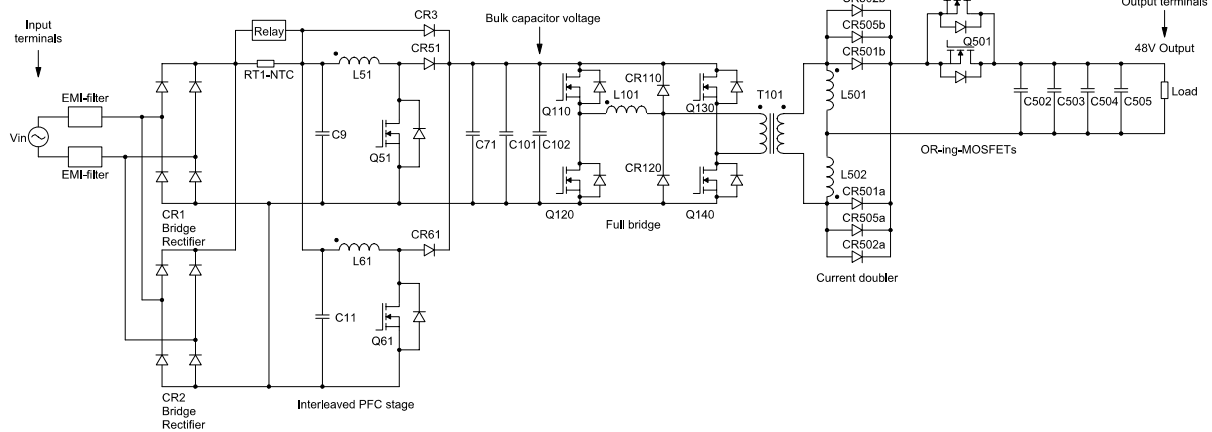 Input
terminals
Relay
RT1-NTC
CR3
CR51
L51
Bulk capacitor voltage
EMI-filter
Vin
EMI-filter
C9
Q51
C71
C101
C102
Q110
L101
CR110
Q130
T101
CR120
Q120
Q140
Full bridge
CR505b
CR501b
L501
L502
CR501a
CR505a
CR502a
Current doubler
Q501
Output terminals
48V Output
C502
C503
C504
C505
Load
OR-ing-MOSFETs
CR1
Bridge
Rectifier
L61
CR61
C11
Q61
CR2
Bridge
Rectifier
Interleaved PFC stage